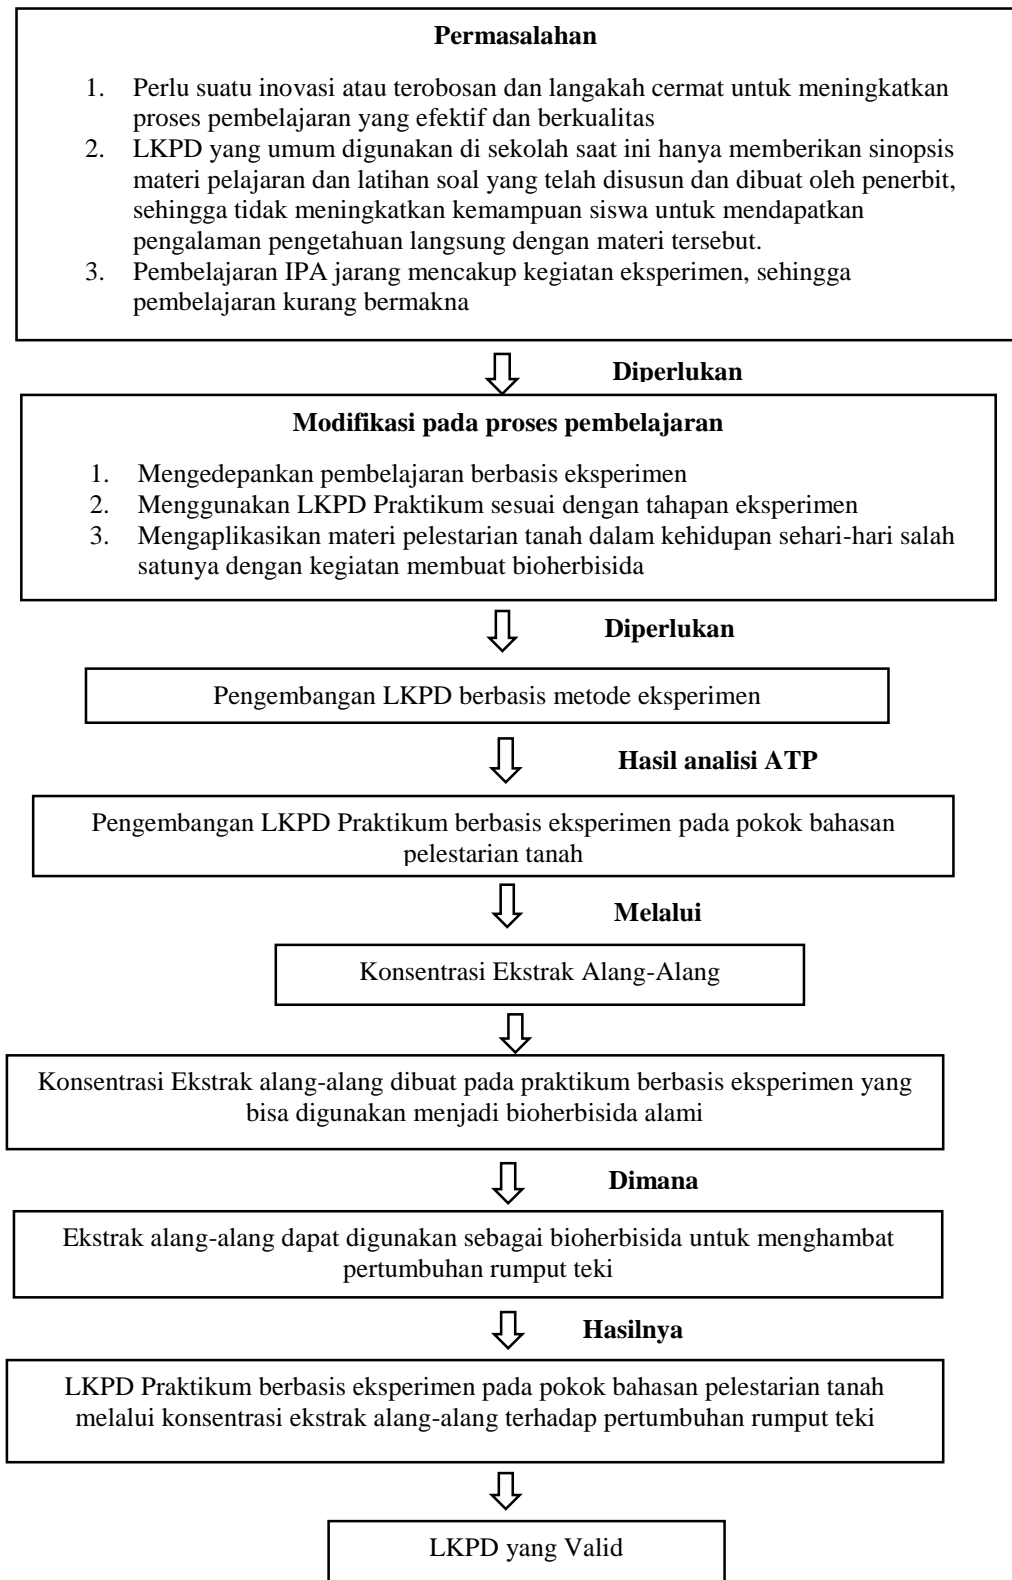 Permasalahan
1. Perlu suatu inovasi atau terobosan dan langakah cermat untuk meningkatkan
proses pembelajaran yang efektif dan berkualitas
2. LKPD yang umum digunakan di sekolah saat ini hanya memberikan sinopsis
materi pelajaran dan latihan soal yang telah disusun dan dibuat oleh penerbit,
sehingga tidak meningkatkan kemampuan siswa untuk mendapatkan
pengalaman pengetahuan langsung dengan materi tersebut.
3. Pembelajaran IPA jarang mencakup kegiatan eksperimen, sehingga
pembelajaran kurang bermakna
Diperlukan
Modifikasi pada proses pembelajaran
1. Mengedepankan pembelajaran berbasis eksperimen
2. Menggunakan LKPD Praktikum sesuai dengan tahapan eksperimen
3. Mengaplikasikan materi pelestarian tanah dalam kehidupan sehari-hari salah
satunya dengan kegiatan membuat bioherbisida
Diperlukan
Pengembangan LKPD berbasis metode eksperimen
Hasil analisi ATP
Pengembangan LKPD Praktikum berbasis eksperimen pada pokok bahasan
pelestarian tanah
Melalui
Konsentrasi Ekstrak Alang-Alang
Konsentrasi Ekstrak alang-alang dibuat pada praktikum berbasis eksperimen yang
bisa digunakan menjadi bioherbisida alami
Dimana
Ekstrak alang-alang dapat digunakan sebagai bioherbisida untuk menghambat
pertumbuhan rumput teki
Hasilnya
LKPD Praktikum berbasis eksperimen pada pokok bahasan pelestarian tanah
melalui konsentrasi ekstrak alang-alang terhadap pertumbuhan rumput teki
LKPD yang Valid